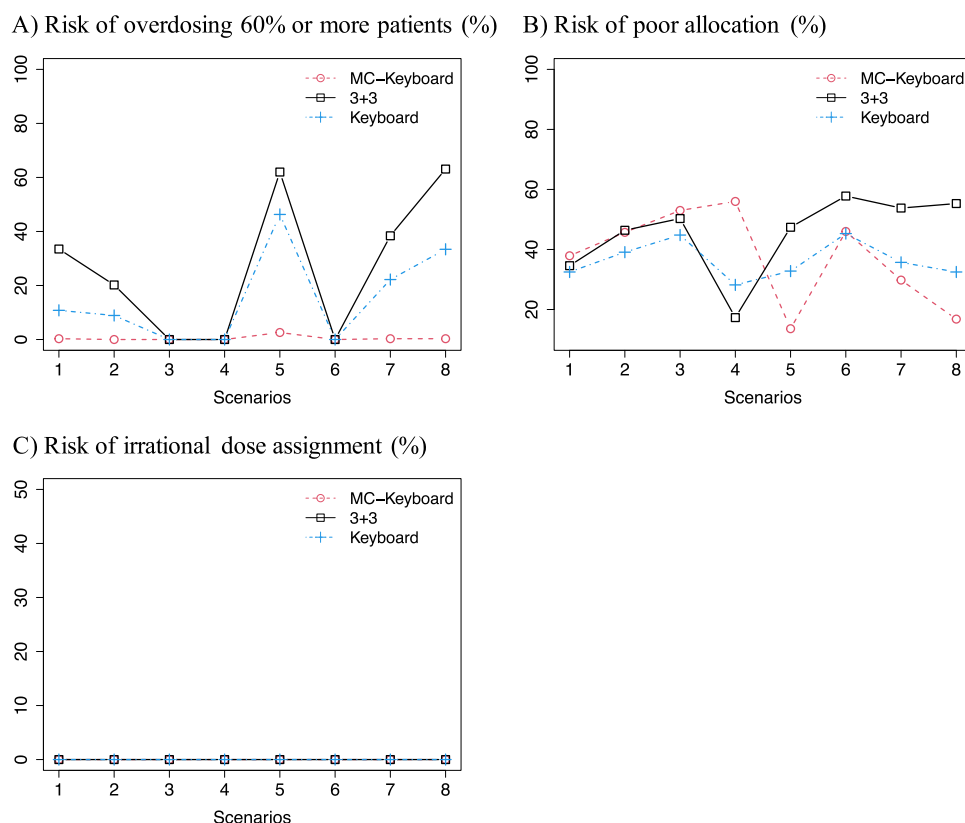 A) Risk of overdosing 60% or more patients (%)
MC−Keyboard
3+3
Keyboard
100
80
60
40
20
0
1 2 3 4 5 6 7 8
Scenarios
B) Risk of poor allocation (%)
MC−Keyboard
3+3
Keyboard
100
80
60
40
20
1 2 3 4 5 6 7 8
Scenarios
C) Risk of irrational dose assignment (%)
MC−Keyboard
3+3
Keyboard
50
40
30
20
10
0
1 2 3 4 5 6 7 8
Scenarios